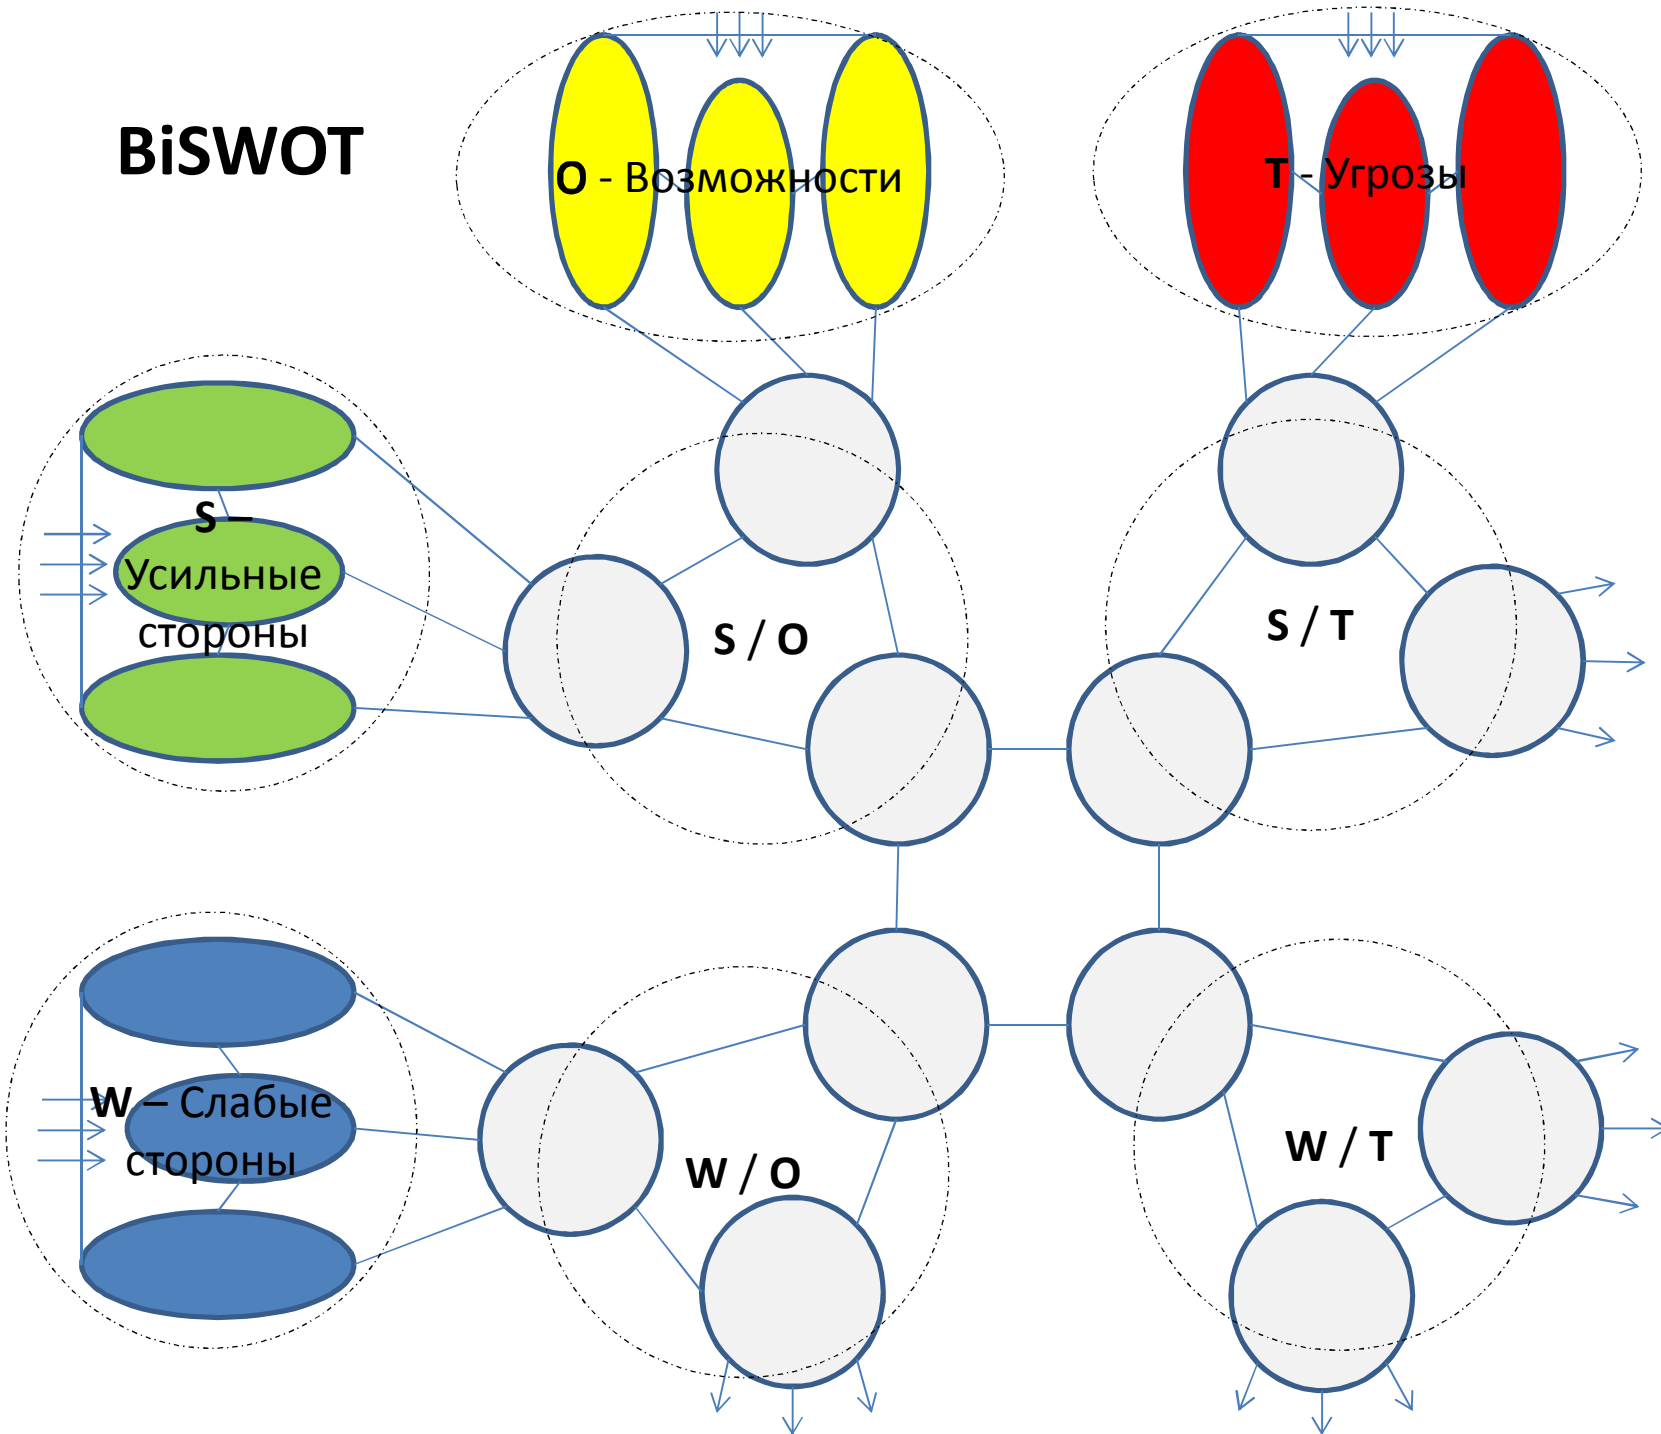 BiSWOT
O - Возможности
T - Угрозы
S –
Усильные
стороны
S / O
S / T
W – Слабые
стороны
W / O
W / T